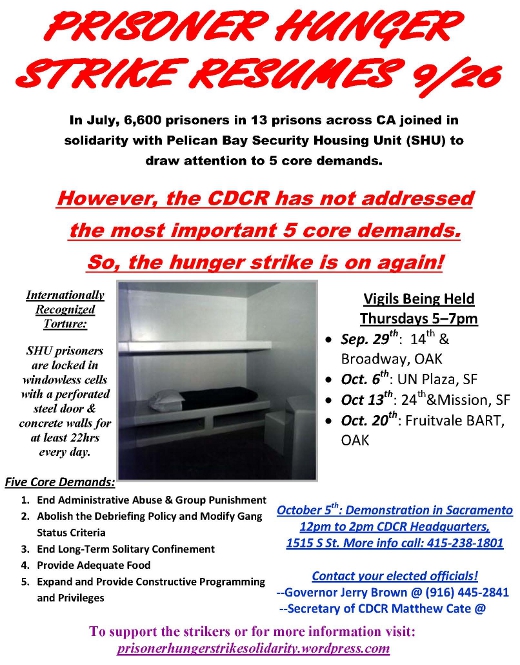 PRISONER HUNGER
STRIKE RESUMES 9/26
In July, 6,600 prisoners in 13 prisons across CA joined in
solidarity with Pelican Bay Security Housing Unit (SHU) to
draw attention to 5 core demands.
However, the CDCR has not addressed
the most important 5 core demands.
So, the hunger strike is on again!
Internationally
Recognized
Torture:
SHU prisoners
are locked in
windowless cells
with a perforated
steel door &
concrete walls for
at least 22hrs
every day.
Vigils Being Held
Thursdays 5–7pm
• Sep. 29th: 14th &
Broadway, OAK
• Oct. 6th: UN Plaza, SF
• Oct 13th: 24th&Mission, SF
• Oct. 20th: Fruitvale BART,
OAK
Five Core Demands:
1. End Administrative Abuse & Group Punishment
2. Abolish the Debriefing Policy and Modify Gang
Status Criteria
3. End Long-Term Solitary Confinement
4. Provide Adequate Food
5. Expand and Provide Constructive Programming
and Privileges
October 5th: Demonstration in Sacramento
12pm to 2pm CDCR Headquarters,
1515 S St. More info call: 415-238-1801
Contact your elected officials!
--Governor Jerry Brown @ (916) 445-2841
--Secretary of CDCR Matthew Cate @
To support the strikers or for more information visit:
prisonerhungerstrikesolidarity.wordpress.com